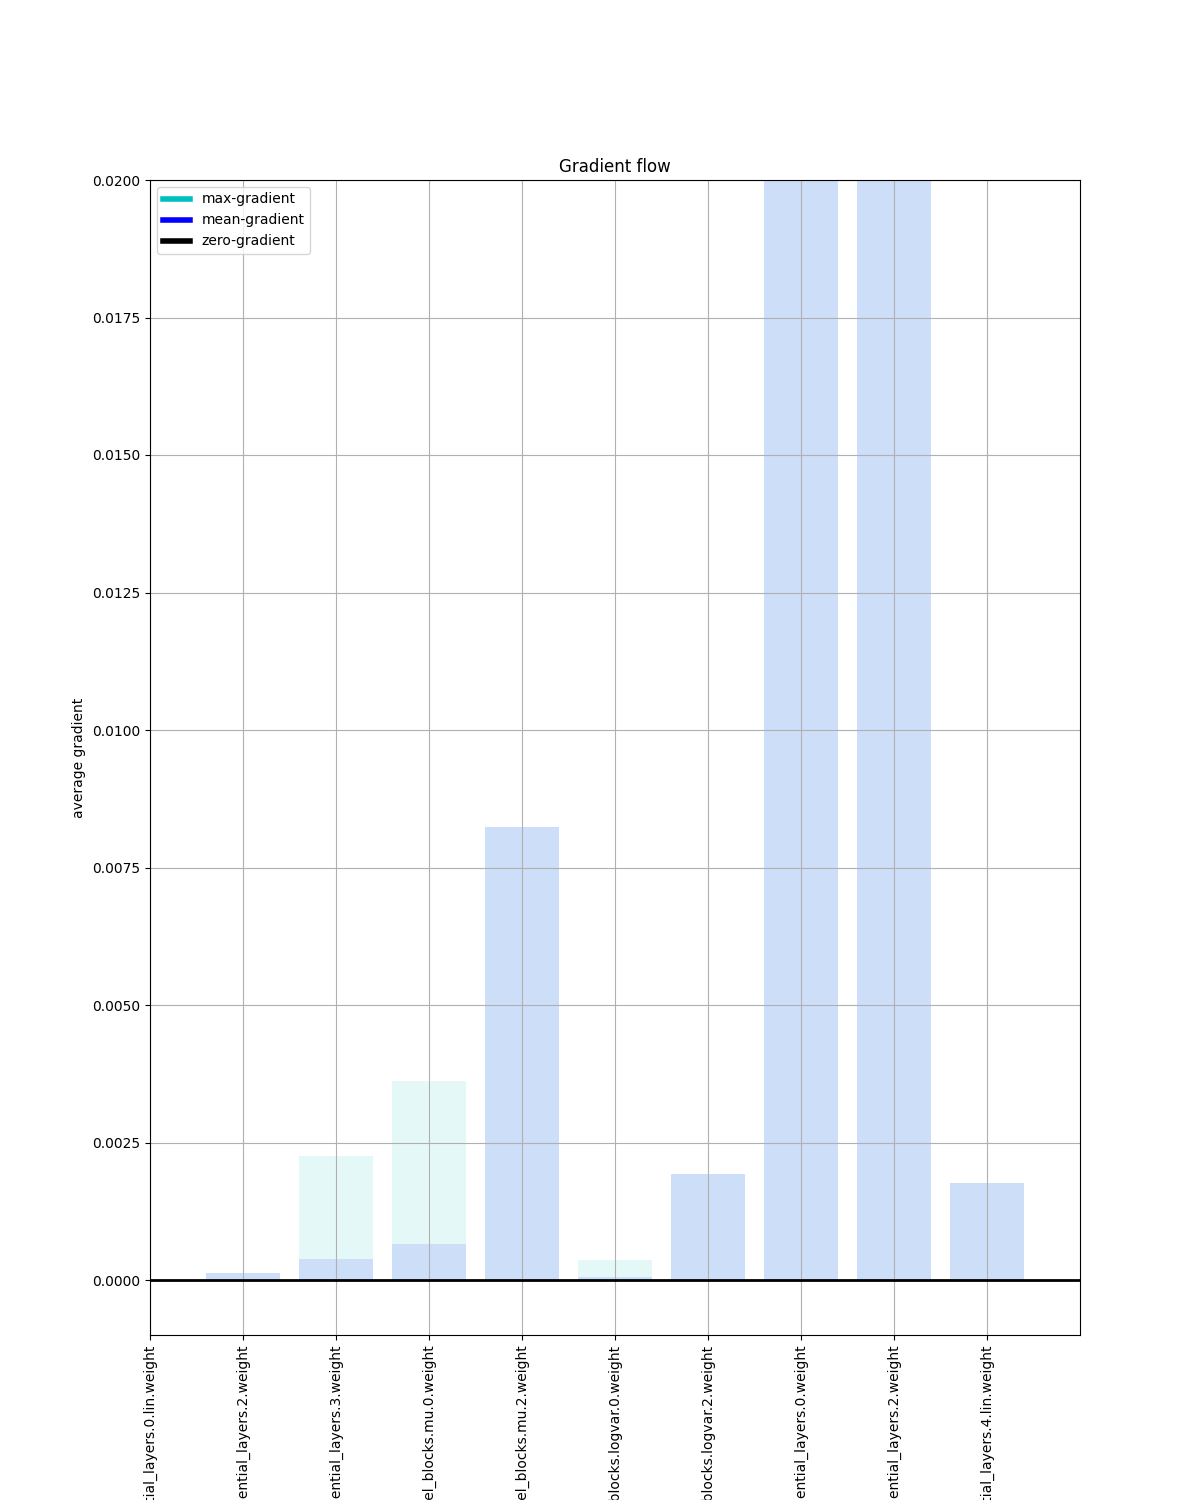 Gradient flow
max-gradient
mean-gradient
zero-gradient
0.0200
0.0175
0.0150
0.0125
0.0100
0.0075
0.0050
0.0025
0.0000
average gradient
tial_layers.0.lin.weight
ential_layers.2.weight
ential_layers.3.weight
el_blocks.mu.0.weight
el_blocks.mu.2.weight
blocks.logvar.0.weight
blocks.logvar.2.weight
ential_layers.0.weight
ential_layers.2.weight
tial_layers.4.lin.weight